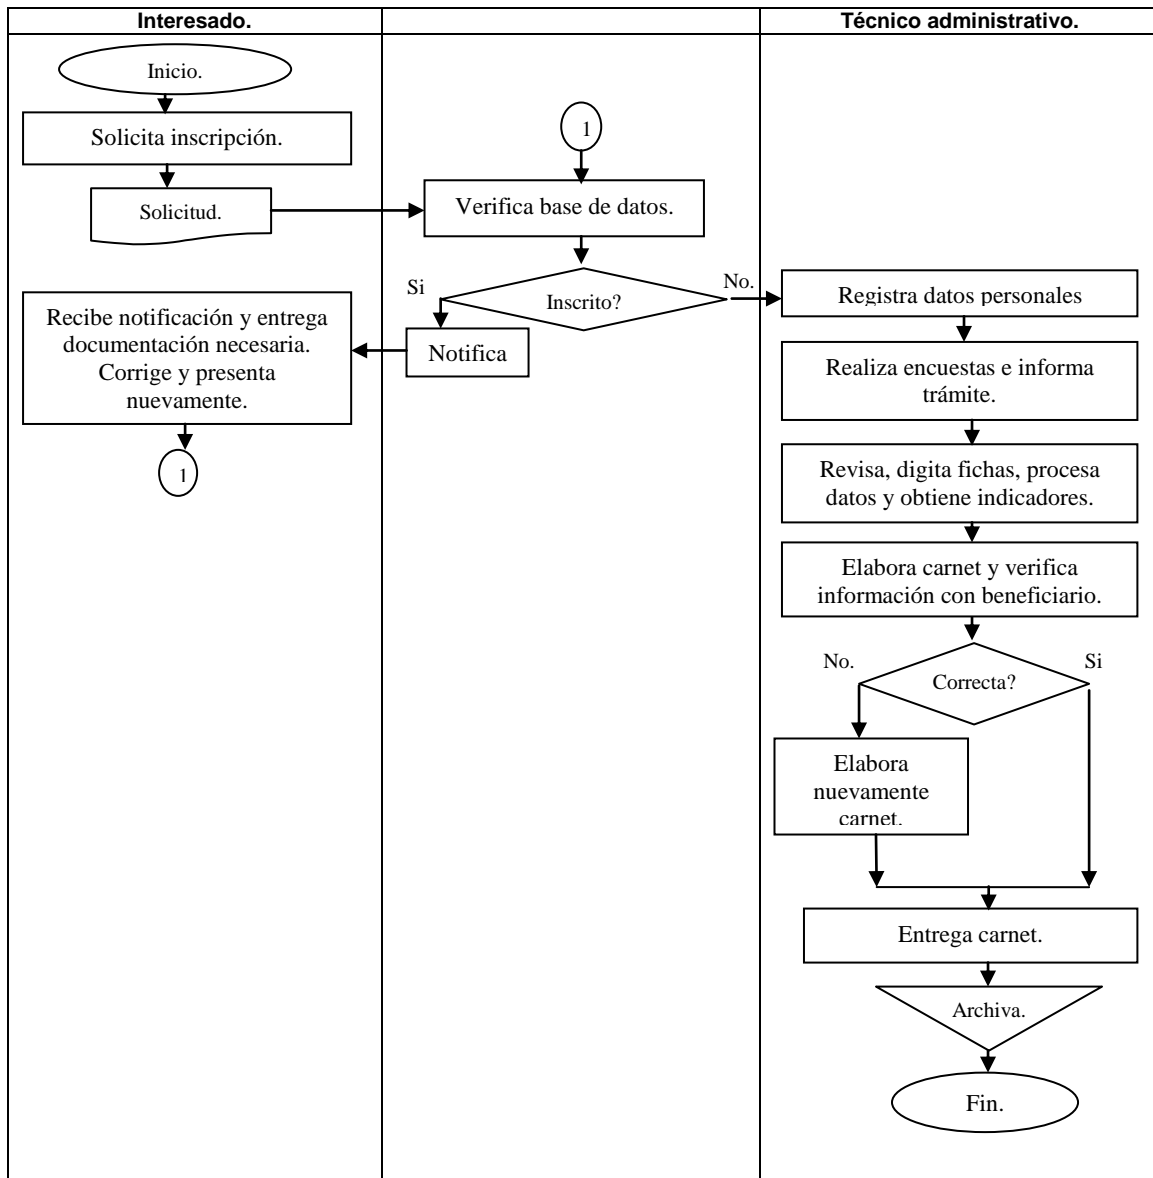 Interesado.
Técnico administrativo.
Inicio.
Solicita inscripción.
Solicitud.
Recibe notificación y entrega
documentación necesaria.
Corrige y presenta
nuevamente.
1
1
Verifica base de datos.
Si
Inscrito?
No.
Notifica
Registra datos personales
Realiza encuestas e informa
trámite.
Revisa, digita fichas, procesa
datos y obtiene indicadores.
Elabora carnet y verifica
información con beneficiario.
No.
Correcta?
Si
Elabora
nuevamente
carnet.
Entrega carnet.
Archiva.
Fin.